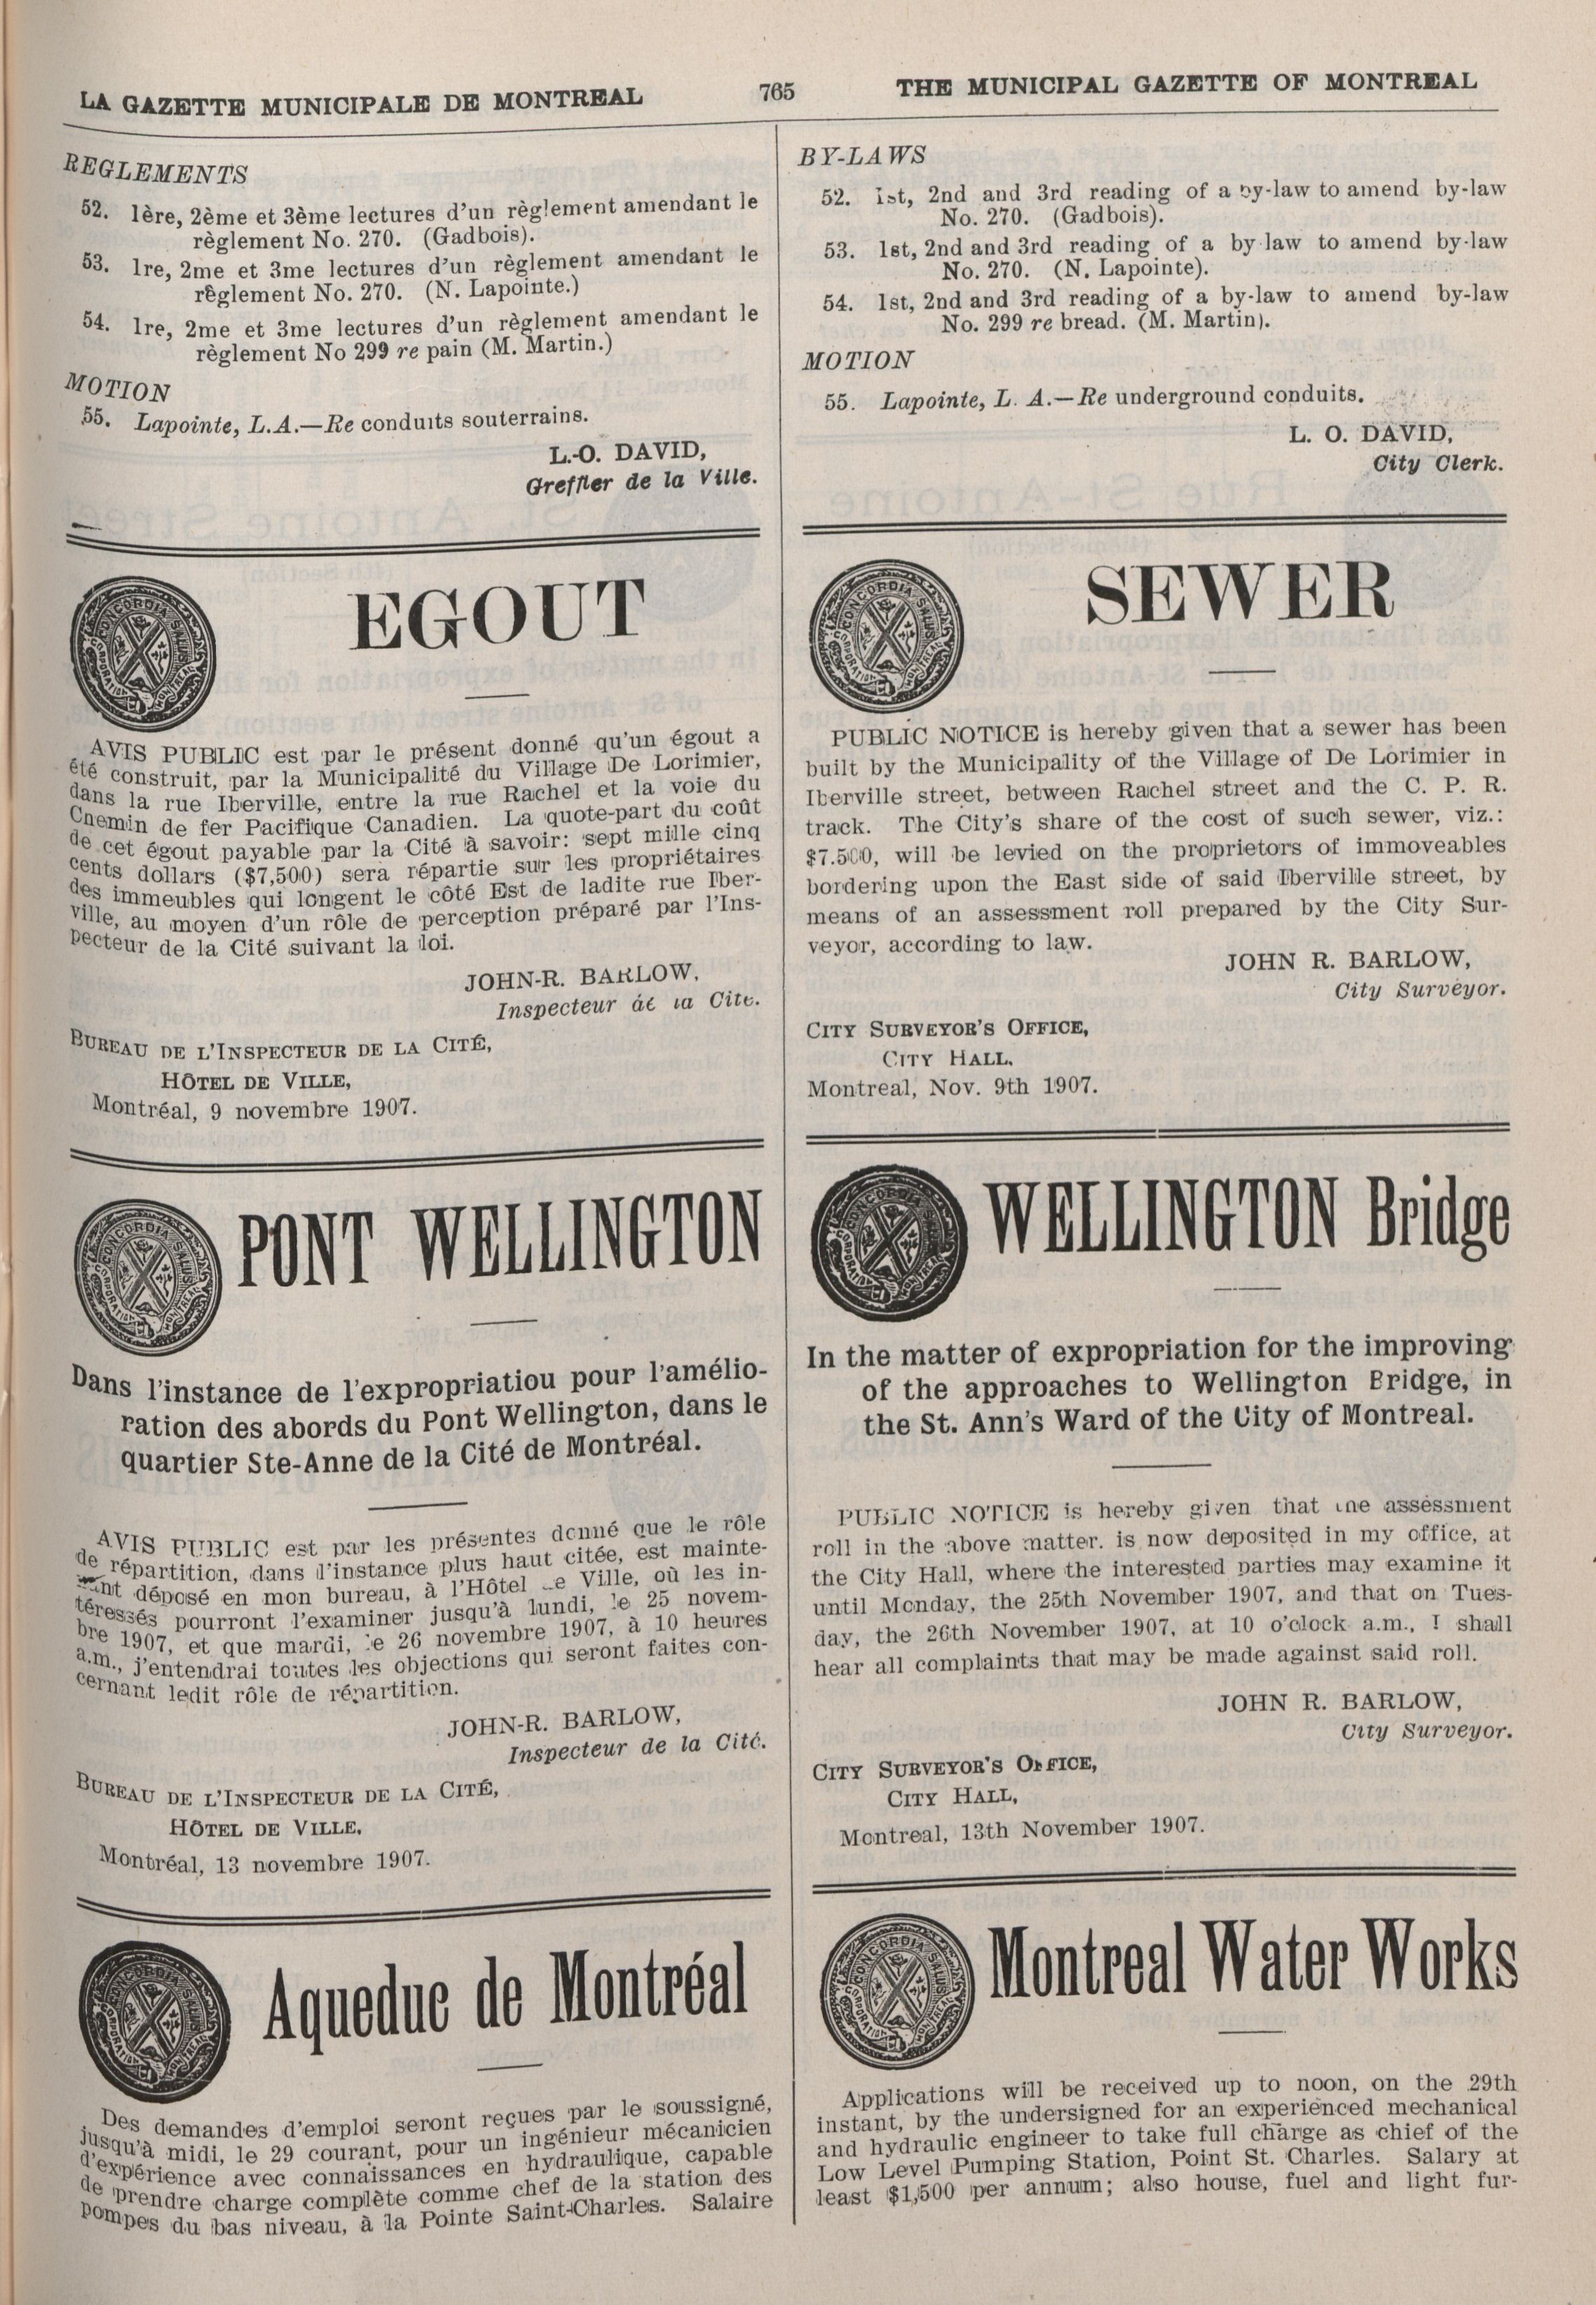 LA GAZETTE MUNICIPALE DE MONTREAL
765
THE MUNICIPAL GAZETTE OF MONTREAL
REGLEMENTS
52. 1ère, 2ème et 3ème lectures d'un règlement amendant le
règlement No. 270. (Gadbois).
53. 1re, 2me et 3me lectures d'un règlement amendant le
règlement No. 270. (N. Lapointe.)
54. 1re, 2me et 3me lectures d'un règlement amendant le
règlement No 299 re pain (M. Martin.)
MOTION
55. Lapointe, L.A.—Re conduits souterrains.
L.-O. DAVID,
Greffier de la Ville.
EGOUT
AVIS PUBLIC est par le présent donné qu'un égout a
été construit, par la Municipalité du Village De Lorimier,
dans la rue Iberville, entre la rue Rachel et la voie du
Chemin de fer Pacifique Canadien. La quote-part du coût
de cet égout payable par la Cité à savoir: sept mille cinq
cents dollars ($7,500) sera répartie sur les propriétaires
des immeubles qui longent le côté Est de ladite rue Iber-
ville, au moyen d'un rôle de perception préparé par l'Ins-
pecteur de la Cité suivant la loi.
JOHN-R. BARLOW,
Inspecteur de la Cite.
BUREAU DE L'INSPECTEUR DE LA CITÉ,
HÔTEL DE VILLE,
Montréal, 9 novembre 1907.
PONT WELLINGTON
Dans l'instance de l'expropriatiou pour l'amélio-
ration des abords du Pont Wellington, dans le
quartier Ste-Anne de la Cité de Montréal.
AVIS PUBLIC est par les présentes donné que le rôle
de répartition, dans l'instance plus haut citée, est mainte-
nant déposé en mon bureau, à l'Hôtel de Ville, où les in-
téressés pourront l'examiner jusqu'à lundi, le 25 novem-
bre 1907, et que mardi, le 26 novembre 1907, à 10 heures
a.m., j'entendrai toutes les objections qui seront faites con-
cernant ledit rôle de répartition.
JOHN-R. BARLOW,
Inspecteur de la Cité.
BUREAU DE L'INSPECTEUR DE LA CITÉ,
HÔTEL DE VILLE,
Montréal, 13 novembre 1907.
Aqueduc de Montréal
Des demandes d'emploi seront reçues par le soussigné,
jusqu'à midi, le 29 courant, pour un ingénieur mécanicien
d'expérience avec connaissances en hydraulique, capable
de prendre charge complète comme chef de la station des
pompes du bas niveau, à la Pointe Saint-Charles. Salaire
BY-LAWS
52. 1st, 2nd and 3rd reading of a by-law to amend by-law
No. 270. (Gadbois).
53. 1st, 2nd and 3rd reading of a by law to amend by-law
No. 270. (N. Lapointe).
54. 1st, 2nd and 3rd reading of a by-law to amend by-law
No. 299 re bread. (M. Martin).
MOTION
55. Lapointe, L. A.—Re underground conduits.
L. O. DAVID,
City Clerk.
SEWER
PUBLIC NOTICE is hereby given that a sewer has been
built by the Municipality of the Village of De Lorimier in
Iberville street, between Rachel street and the C. P. R.
track. The City's share of the cost of such sewer, viz.:
$7.500, will be levied on the proprietors of immoveables
bordering upon the East side of said Iberville street, by
means of an assessment roll prepared by the City Sur-
veyor, according to law.
JOHN R. BARLOW,
City Surveyor.
CITY SURVEYOR'S OFFICE,
CITY HALL.
Montreal, Nov. 9th 1907.
WELLINGTON Bridge
In the matter of expropriation for the improving
of the approaches to Wellington Bridge, in
the St. Ann's Ward of the City of Montreal.
PUBLIC NOTICE is hereby given that the assessment
roll in the above matter. is now deposited in my office, at
the City Hall, where the interested parties may examine it
until Monday, the 25th November 1907, and that on Tues-
day, the 26th November 1907, at 10 o'clock a.m., I shall
hear all complaints that may be made against said roll.
JOHN R. BARLOW,
City Surveyor.
CITY SURVEYOR'S OFFICE,
CITY HALL,
Montreal, 13th November 1907.
Montreal Water Works
Applications will be received up to noon, on the 29th
instant, by the undersigned for an experienced mechanical
and hydraulic engineer to take full charge as chief of the
Low Level Pumping Station, Point St. Charles. Salary at
least $1,500 per annum; also house, fuel and light fur-